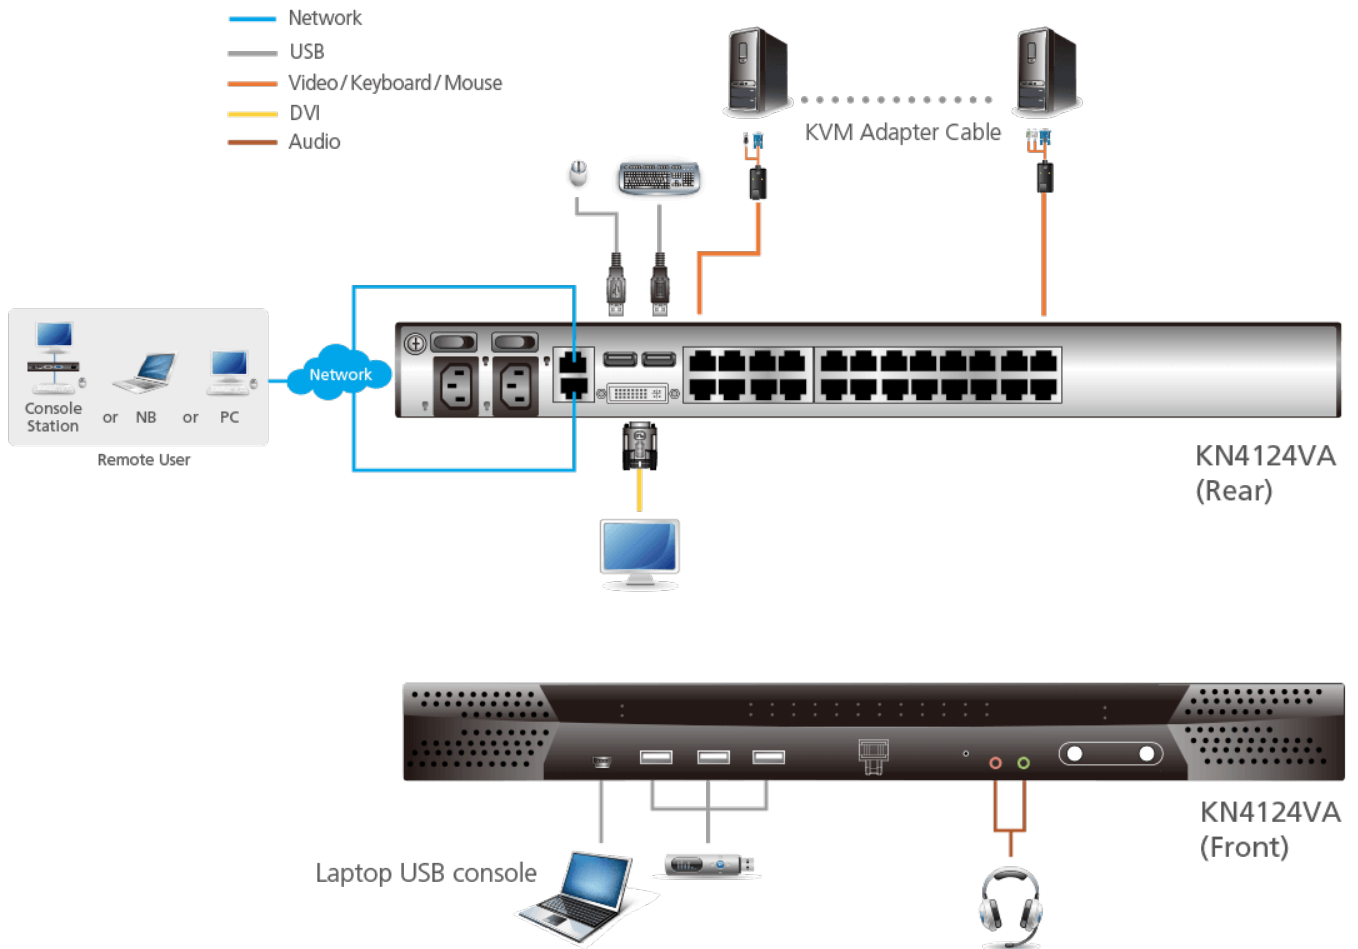 Network
USB
Video/Keyboard/Mouse
DVI
Audio
KVM Adapter Cable
Network
Console
Station
or
NB
or
PC
Remote User
KN4124VA
(Rear)
KN4124VA
(Front)
Laptop USB console